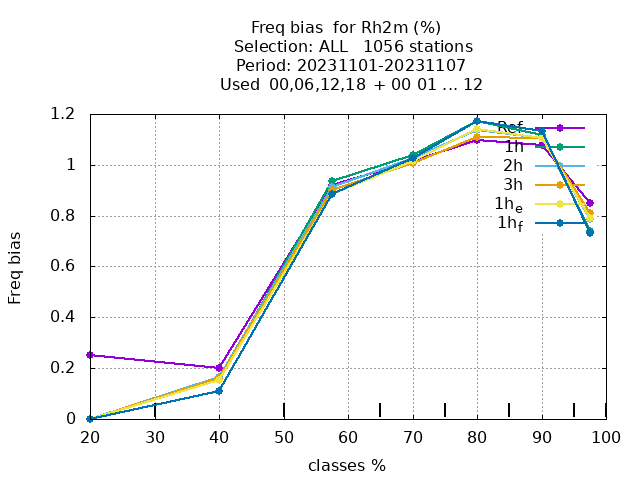 Freq bias  for Rh2m (%)
Selection: ALL   1056 stations
Period: 20231101-20231107
Used  00,06,12,18  + 00 01 ... 12
1.2
1
0.8
0.6
0.4
0.2
0
Freq bias
Ref
1h
2h
3h
1he
1hf
20 30 40 50 60 70 80 90 100
classes %